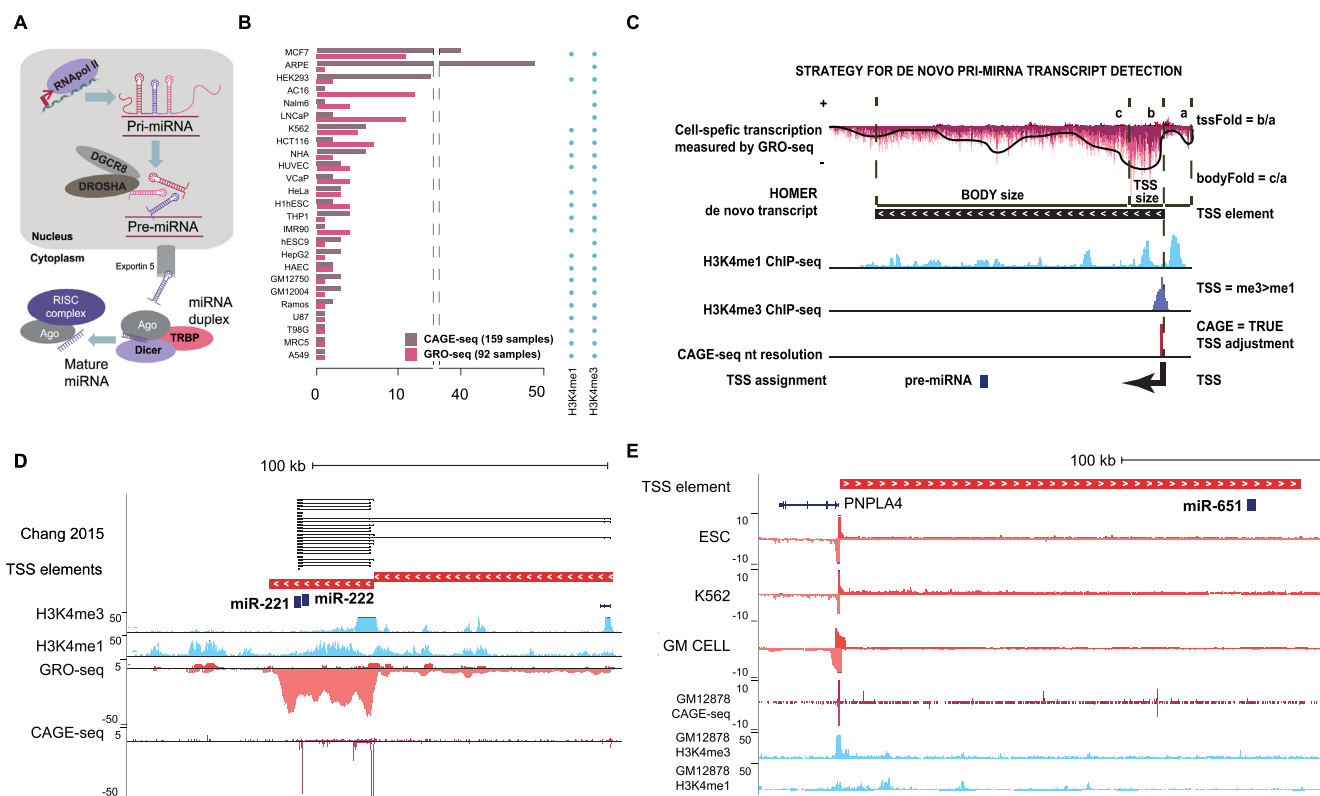 A
RNApol II
Pri-miRNA
DGCR8
DROSHA
Pre-miRNA
Nucleus
Cytoplasm
Exportin 5
RISC
complex
Ago
miRNA
duplex
Ago
TRBP
Dicer
Mature
miRNA
B
MCF7
ARPE
HEK293
AC16
Nalm6
LNCaP
K562
HCT116
NHA
HUVEC
VCaP
HeLa
H1hESC
THP1
IMR90
hESC9
HepG2
HAEC
GM12750
GM12004
Ramos
U87
T98G
MRC5
A549
CAGE-seq (159 samples)
GRO-seq (92 samples)
0 10 40 50
H3K4me1
H3K4me3
C
STRATEGY FOR DE NOVO PRI-MIRNA TRANSCRIPT DETECTION
+
c b a
tssFold = b/a
Cell-spefic transcription
measured by GRO-seq
-
bodyFold = c/a
HOMER
de novo transcript
BODY size
TSS
size
TSS element
H3K4me1 ChIP-seq
H3K4me3 ChIP-seq
TSS = me3>me1
CAGE = TRUE
TSS adjustment
CAGE-seq nt resolution
TSS assignment
pre-miRNA
TSS
D
100 kb
Chang 2015
TSS elements
miR-221
miR-222
H3K4me3
50
H3K4me1
50
GRO-seq
5
-50
CAGE-seq
5
-50
E
100 kb
TSS element
PNPLA4
miR-651
10
ESC
-10
10
K562
-10
10
GM CELL
-10
10
GM12878
CAGE-seq
-10
GM12878
H3K4me3
50
GM12878
H3K4me1
50